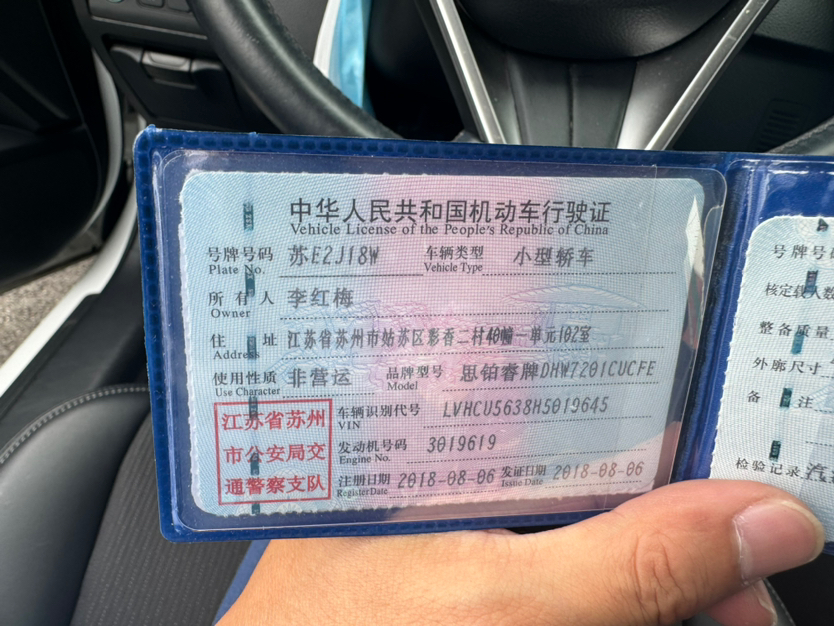 中华人民共和国机动车行驶证
Vehicle License of the People's Republic of China
号牌号码 苏E2J18W 车辆类型 小型轿车
Plate No. Vehicle Type
所有人 李红梅
Owner
住址 江苏省苏州市姑苏区彩香二村40幢一单元102室
Address
使用性质 非营运 品牌型号 思铂睿牌DHW7201CUCFE
Use Character Model
江苏省苏州
市公安局交
通警察支队
车辆识别代号 LVHCU5638H5019645
VIN
发动机号码 3019619
Engine No.
注册日期 2018-08-06 发证日期 2018-08-06
Register Date Issue Date
号牌号
核定载人数
整备质量
外廓尺寸
备注
检验记录